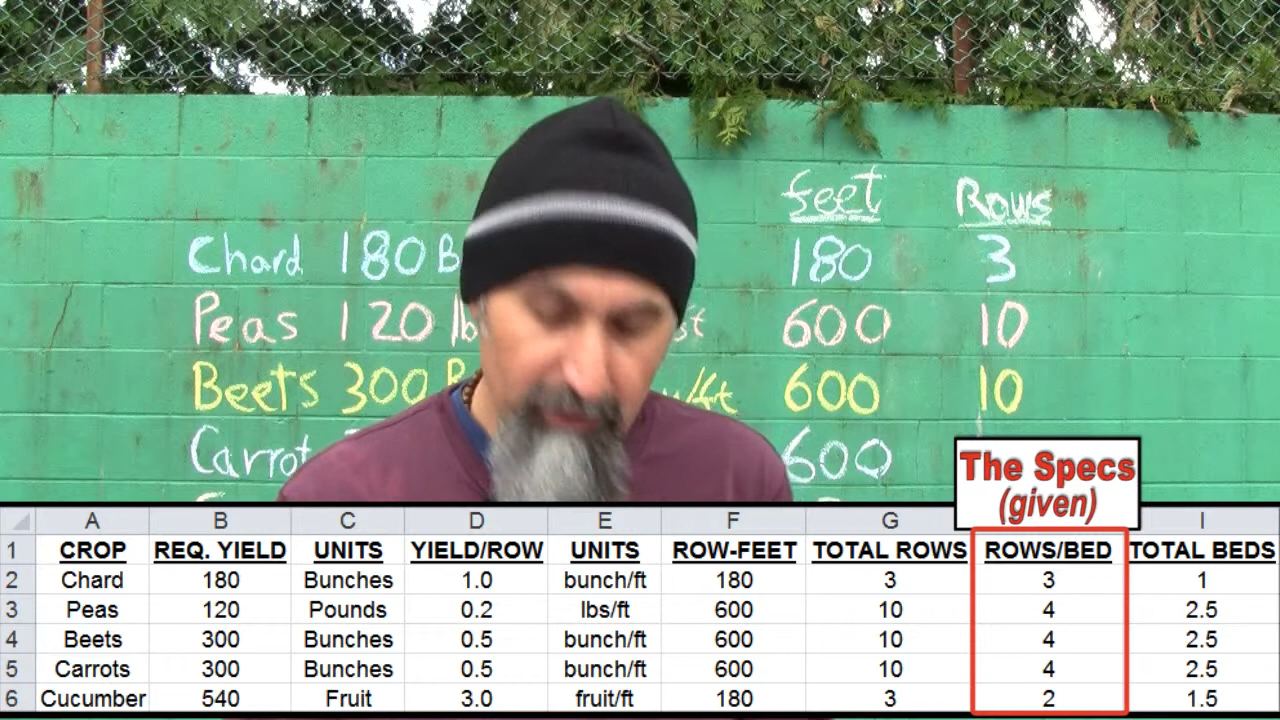 feet Rows
Chard 180 B 180 3
Peas 120 lb st 600 10
Beets 300 B w/ft 600 10
Carrot 600
The Specs
(given)
A B C D E F G I
1 CROP REQ. YIELD UNITS YIELD/ROW UNITS ROW-FEET TOTAL ROWS ROWS/BED TOTAL BEDS
2 Chard 180 Bunches 1.0 bunch/ft 180 3 3 1
3 Peas 120 Pounds 0.2 lbs/ft 600 10 4 2.5
4 Beets 300 Bunches 0.5 bunch/ft 600 10 4 2.5
5 Carrots 300 Bunches 0.5 bunch/ft 600 10 4 2.5
6 Cucumber 540 Fruit 3.0 fruit/ft 180 3 2 1.5